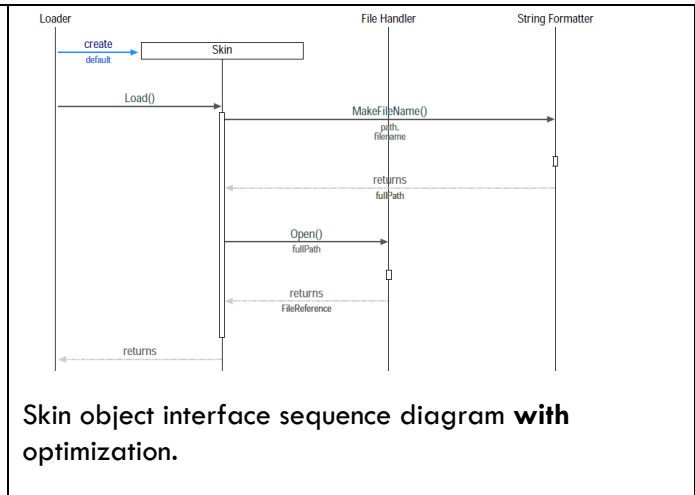 Loader File Handler String Formatter
create
Skin
default
Load()
MakeFileName()
path,
filename
returns
fullPath
Open()
fullPath
returns
FileReference
returns
Skin object interface sequence diagram with
optimization.